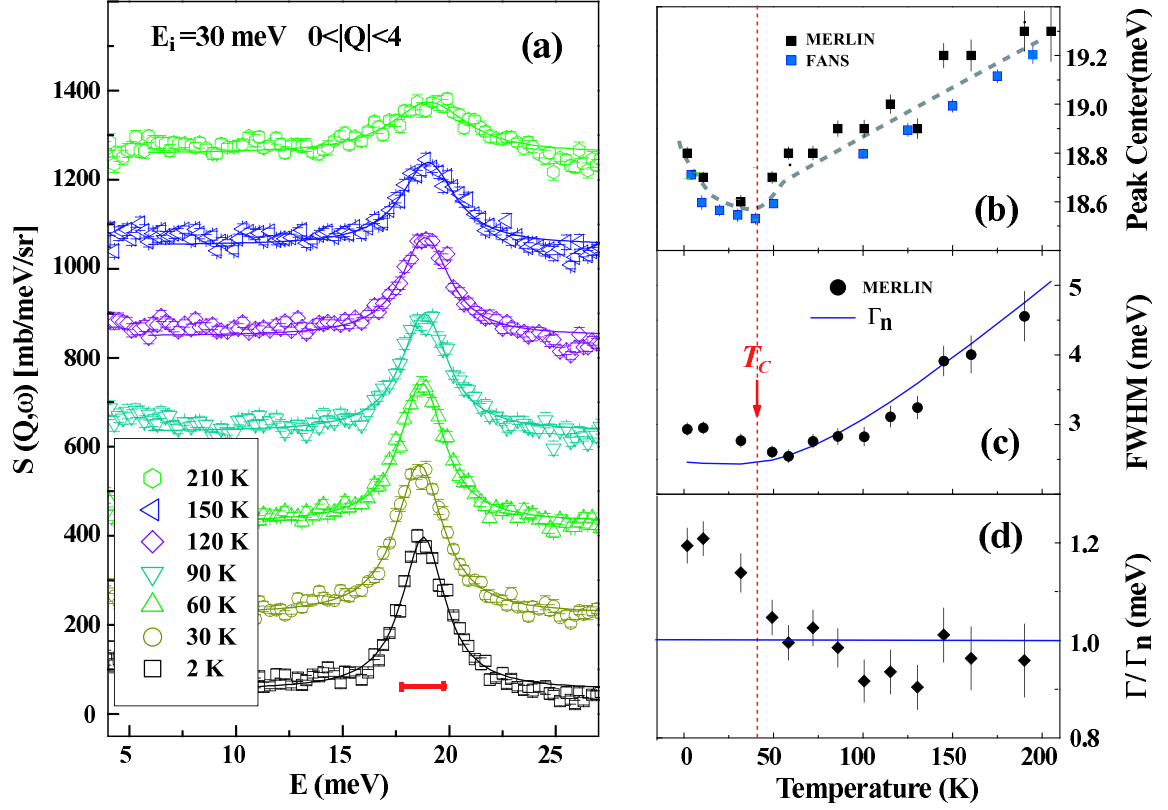 E_i =30 meV 0<|Q|<4
(a)
S (Q,ω) [mb/meV/sr]
1400
1200
1000
800
600
400
200
0
210 K
150 K
120 K
90 K
60 K
30 K
2 K
5 10 15 20 25
E (meV)
MERLIN
FANS
(b)
19.2
19.0
18.8
18.6
Peak Center(meV)
MERLIN
Γn
T_C
(c)
5
4
3
FWHM (meV)
(d)
1.2
1.0
0.8
Γ/Γn (meV)
0 50 100 150 200
Temperature (K)